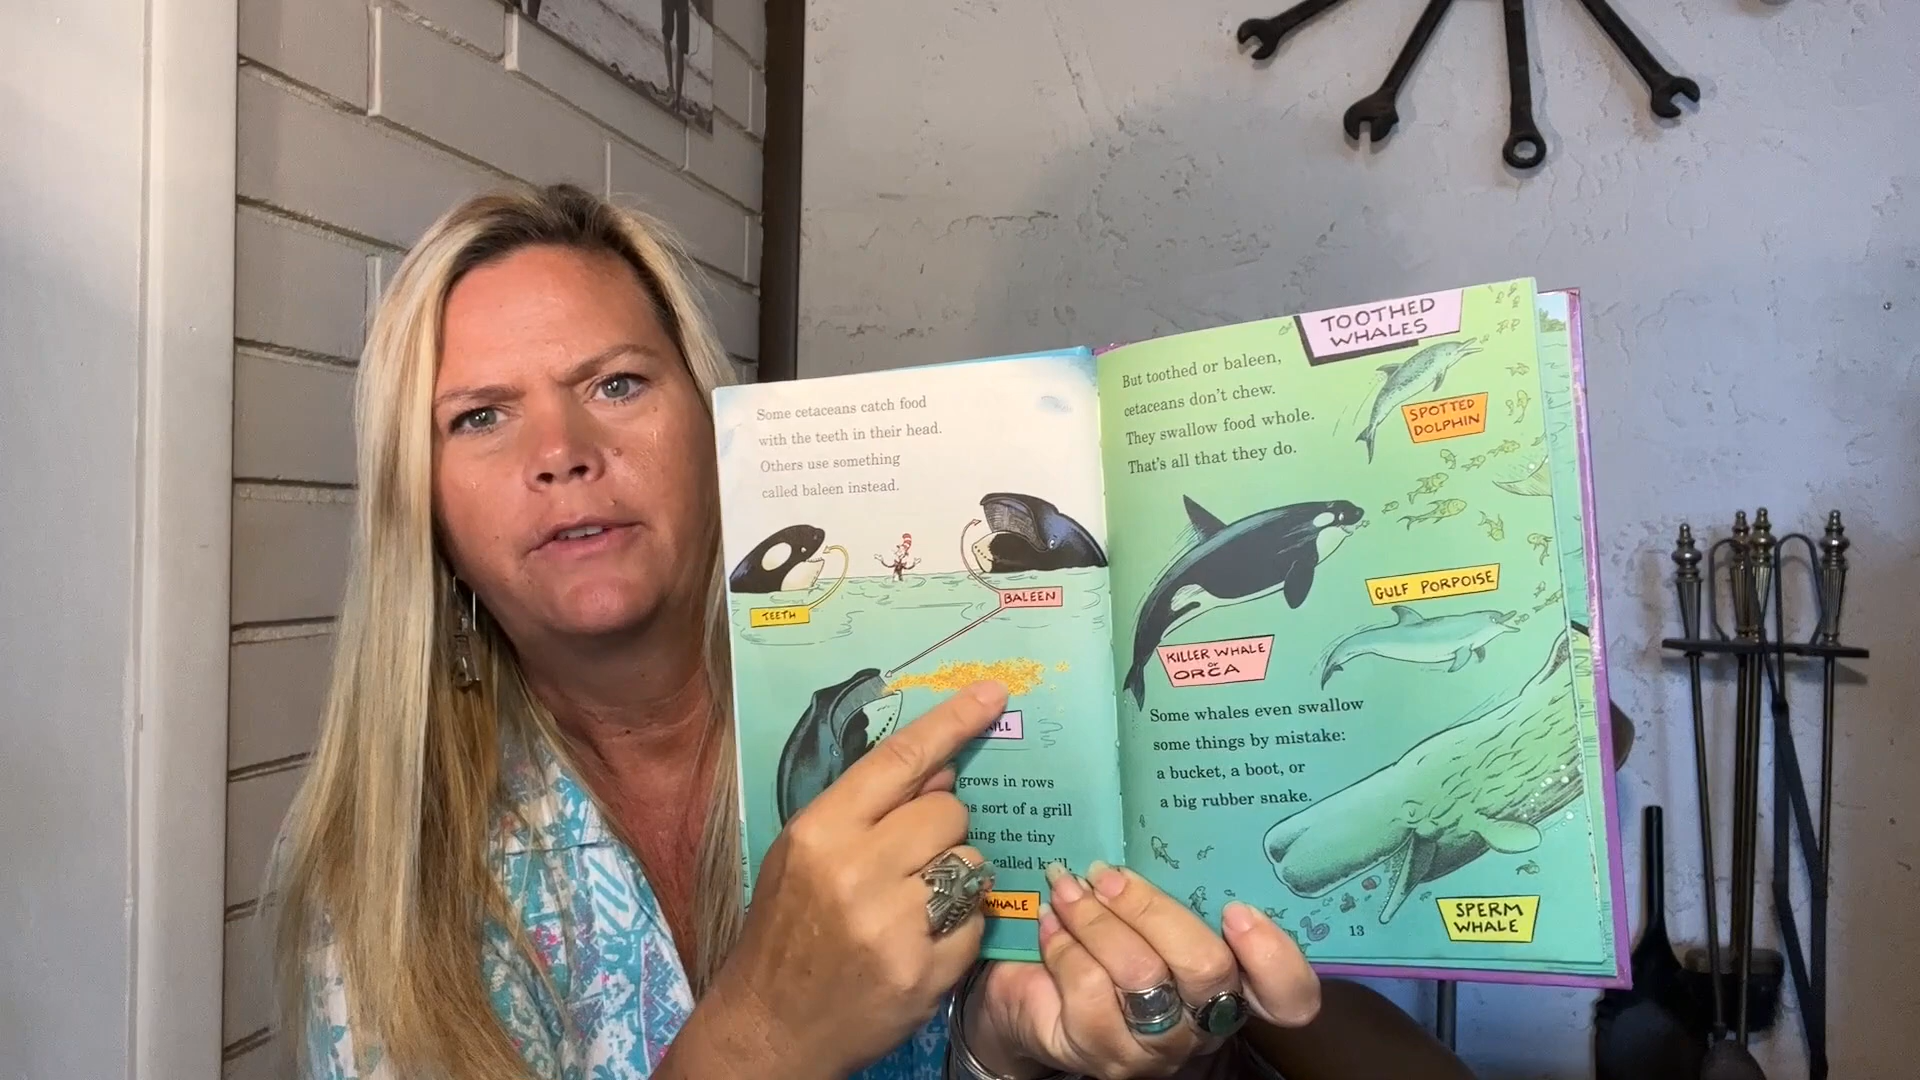 Some cetaceans catch food
with the teeth in their head.
Others use something
called baleen instead.
TEETH
BALEEN
grows in rows
sort of a grill
the tiny
called krill.
WHALE
TOOTHED
WHALES
But toothed or baleen,
cetaceans don't chew.
They swallow food whole.
That's all that they do.
SPOTTED
DOLPHIN
GULF PORPOISE
KILLER WHALE
or
ORCA
Some whales even swallow
some things by mistake:
a bucket, a boot, or
a big rubber snake.
SPERM
WHALE
13